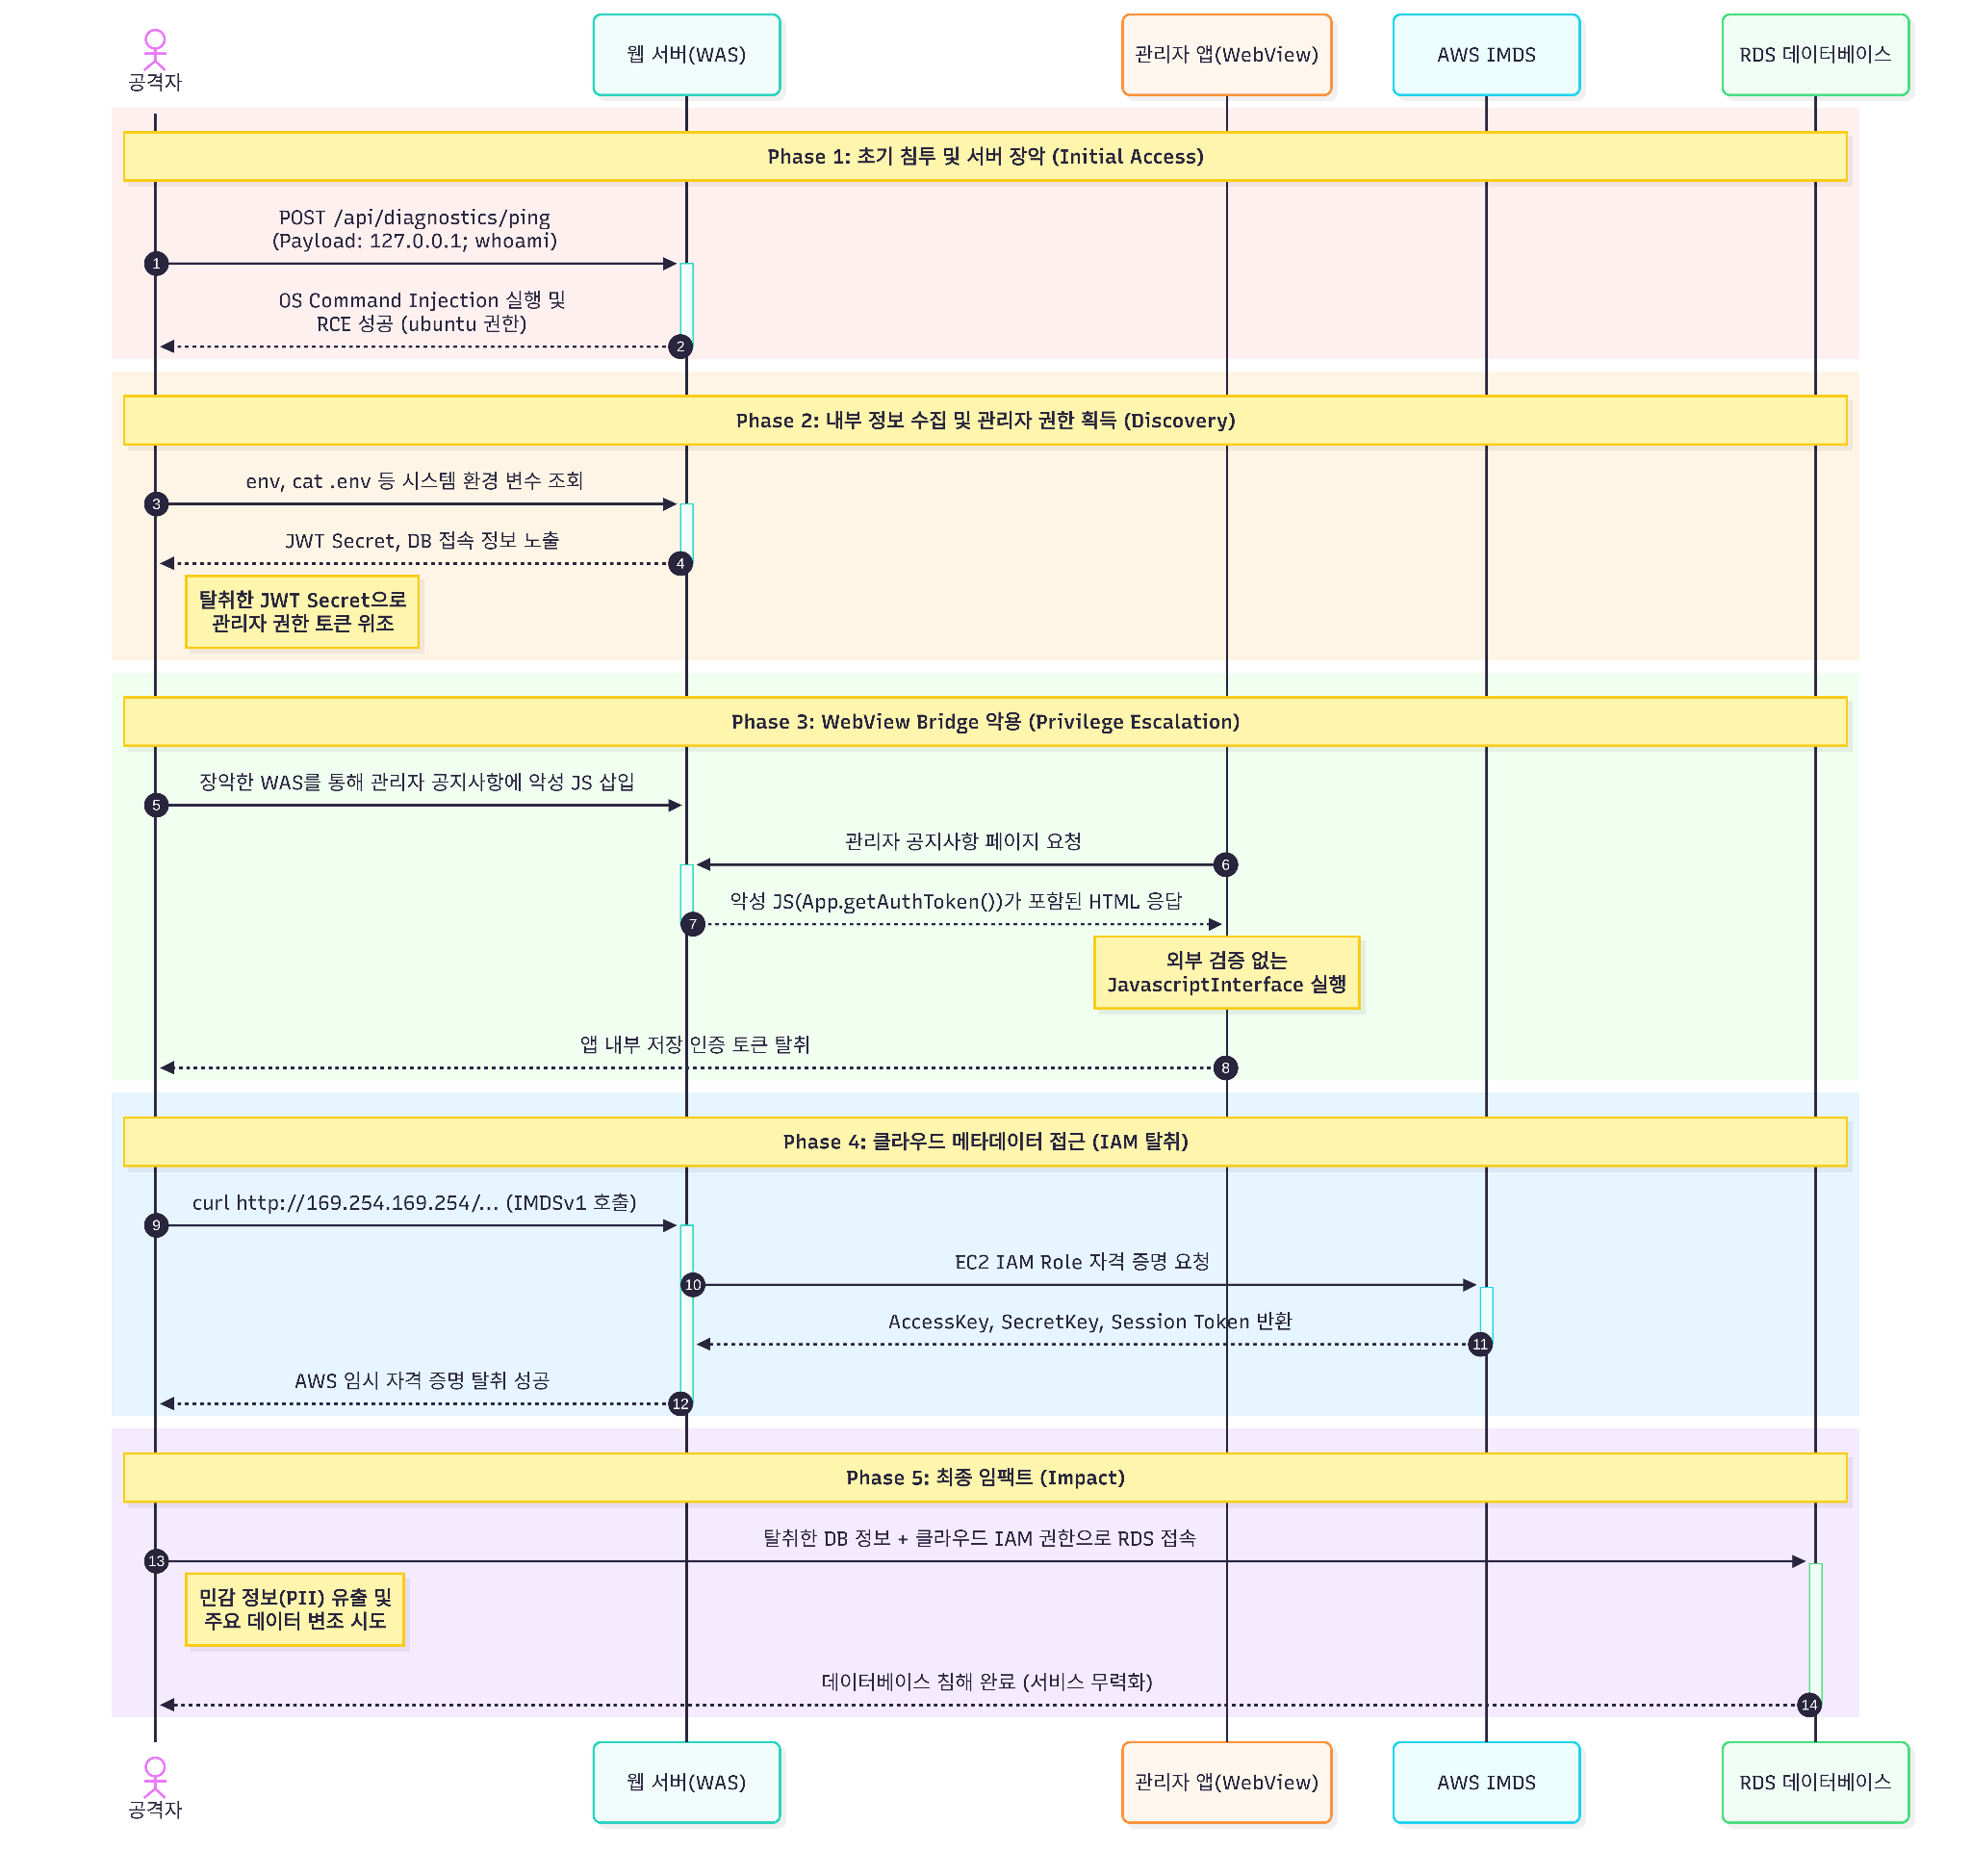 공격자
웹 서버(WAS)
관리자 앱(WebView)
AWS IMDS
RDS 데이터베이스
Phase 1: 초기 침투 및 서버 장악 (Initial Access)
POST /api/diagnostics/ping
(Payload: 127.0.0.1; whoami)
1
OS Command Injection 실행 및
RCE 성공 (ubuntu 권한)
2
Phase 2: 내부 정보 수집 및 관리자 권한 획득 (Discovery)
env, cat .env 등 시스템 환경 변수 조회
3
JWT Secret, DB 접속 정보 노출
4
탈취한 JWT Secret으로
관리자 권한 토큰 위조
Phase 3: WebView Bridge 악용 (Privilege Escalation)
장악한 WAS를 통해 관리자 공지사항에 악성 JS 삽입
5
관리자 공지사항 페이지 요청
6
악성 JS(App.getAuthToken())가 포함된 HTML 응답
7
외부 검증 없는
JavascriptInterface 실행
앱 내부 저장 인증 토큰 탈취
8
Phase 4: 클라우드 메타데이터 접근 (IAM 탈취)
curl http://169.254.169.254/... (IMDSv1 호출)
9
EC2 IAM Role 자격 증명 요청
10
AccessKey, SecretKey, Session Token 반환
11
AWS 임시 자격 증명 탈취 성공
12
Phase 5: 최종 임팩트 (Impact)
탈취한 DB 정보 + 클라우드 IAM 권한으로 RDS 접속
13
민감 정보(PII) 유출 및
주요 데이터 변조 시도
데이터베이스 침해 완료 (서비스 무력화)
14
공격자
웹 서버(WAS)
관리자 앱(WebView)
AWS IMDS
RDS 데이터베이스